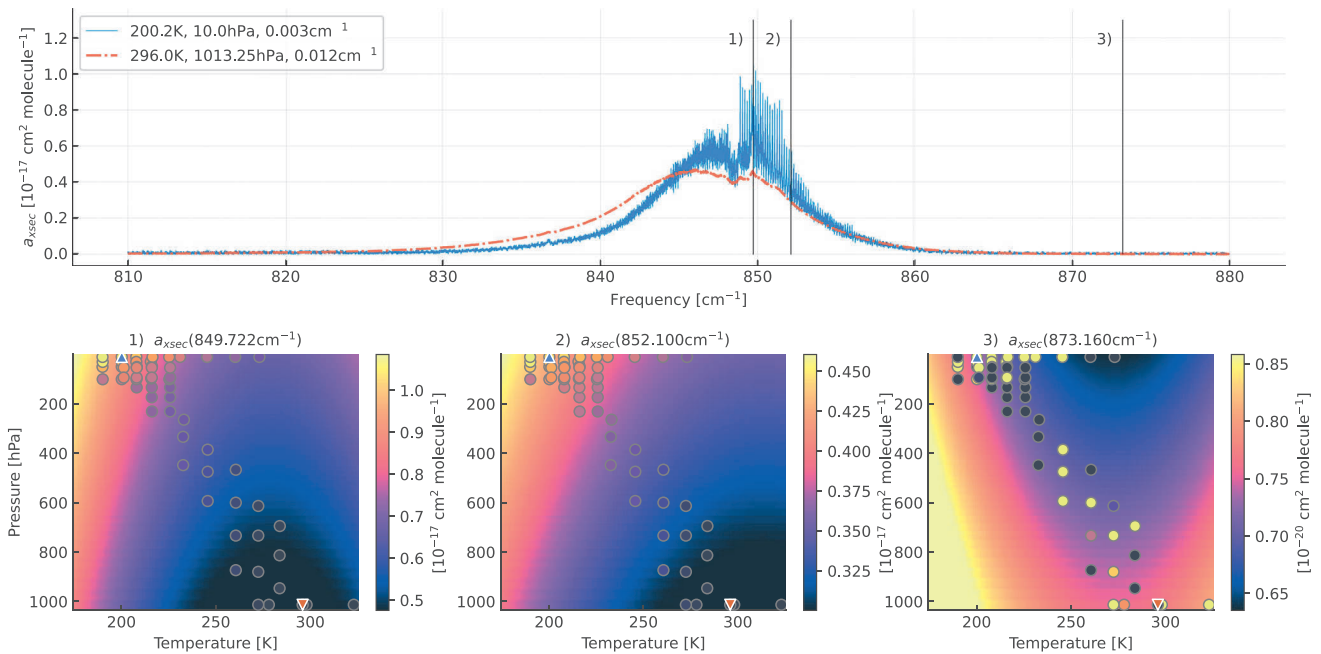 200.2K, 10.0hPa, 0.003cm ¹
296.0K, 1013.25hPa, 0.012cm ¹
1)
2)
3)
a_xsec [10⁻¹⁷ cm² molecule⁻¹]
1.2
1.0
0.8
0.6
0.4
0.2
0.0
810 820 830 840 850 860 870 880
Frequency [cm⁻¹]
1) a_xsec(849.722cm⁻¹)
Pressure [hPa]
200
400
600
800
1000
200 250 300
Temperature [K]
1.0
0.9
0.8
0.7
0.6
0.5
[10⁻¹⁷ cm² molecule⁻¹]
2) a_xsec(852.100cm⁻¹)
200
400
600
800
1000
200 250 300
Temperature [K]
0.450
0.425
0.400
0.375
0.350
0.325
[10⁻¹⁷ cm² molecule⁻¹]
3) a_xsec(873.160cm⁻¹)
200
400
600
800
1000
200 250 300
Temperature [K]
0.85
0.80
0.75
0.70
0.65
[10⁻²⁰ cm² molecule⁻¹]